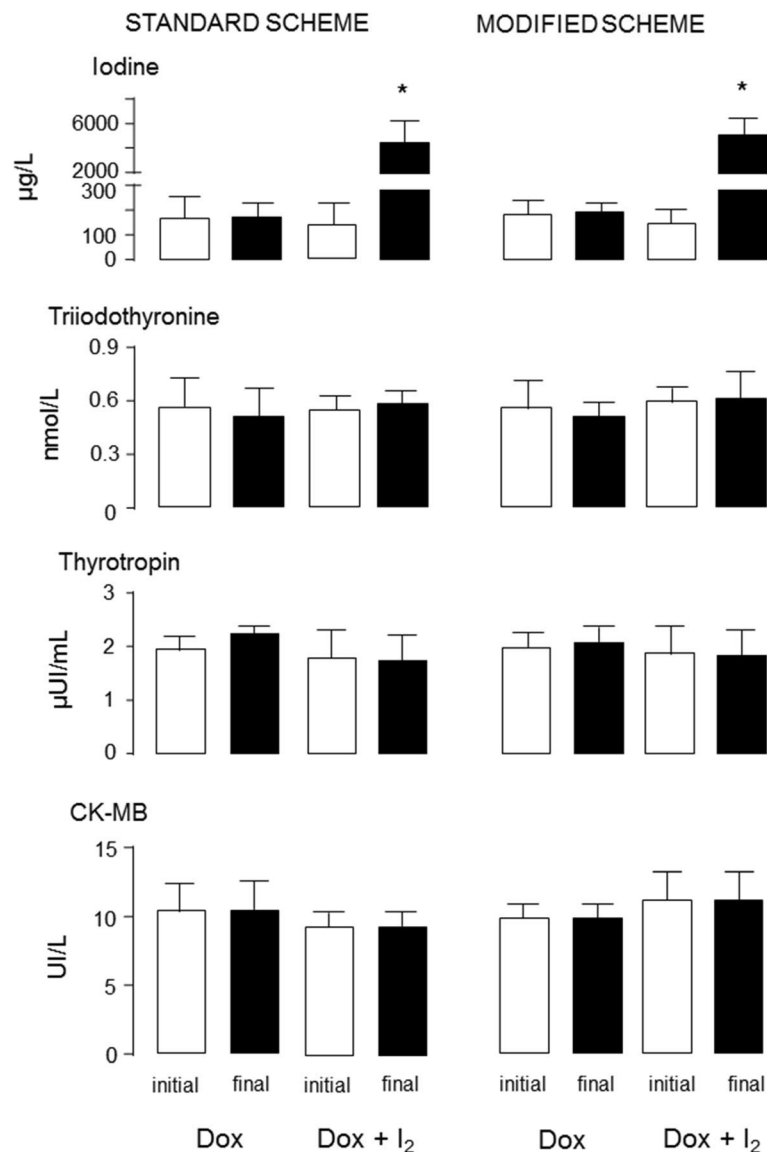 STANDARD SCHEME MODIFIED SCHEME
Iodine
* *
6000
2000
300
100
0
µg/L
Triiodothyronine
0.9
0.6
0.3
0
nmol/L
Thyrotropin
3
2
1
0
µUI/mL
CK-MB
15
10
5
0
UI/L
initial final initial final initial final initial final
Dox Dox + I₂ Dox Dox + I₂